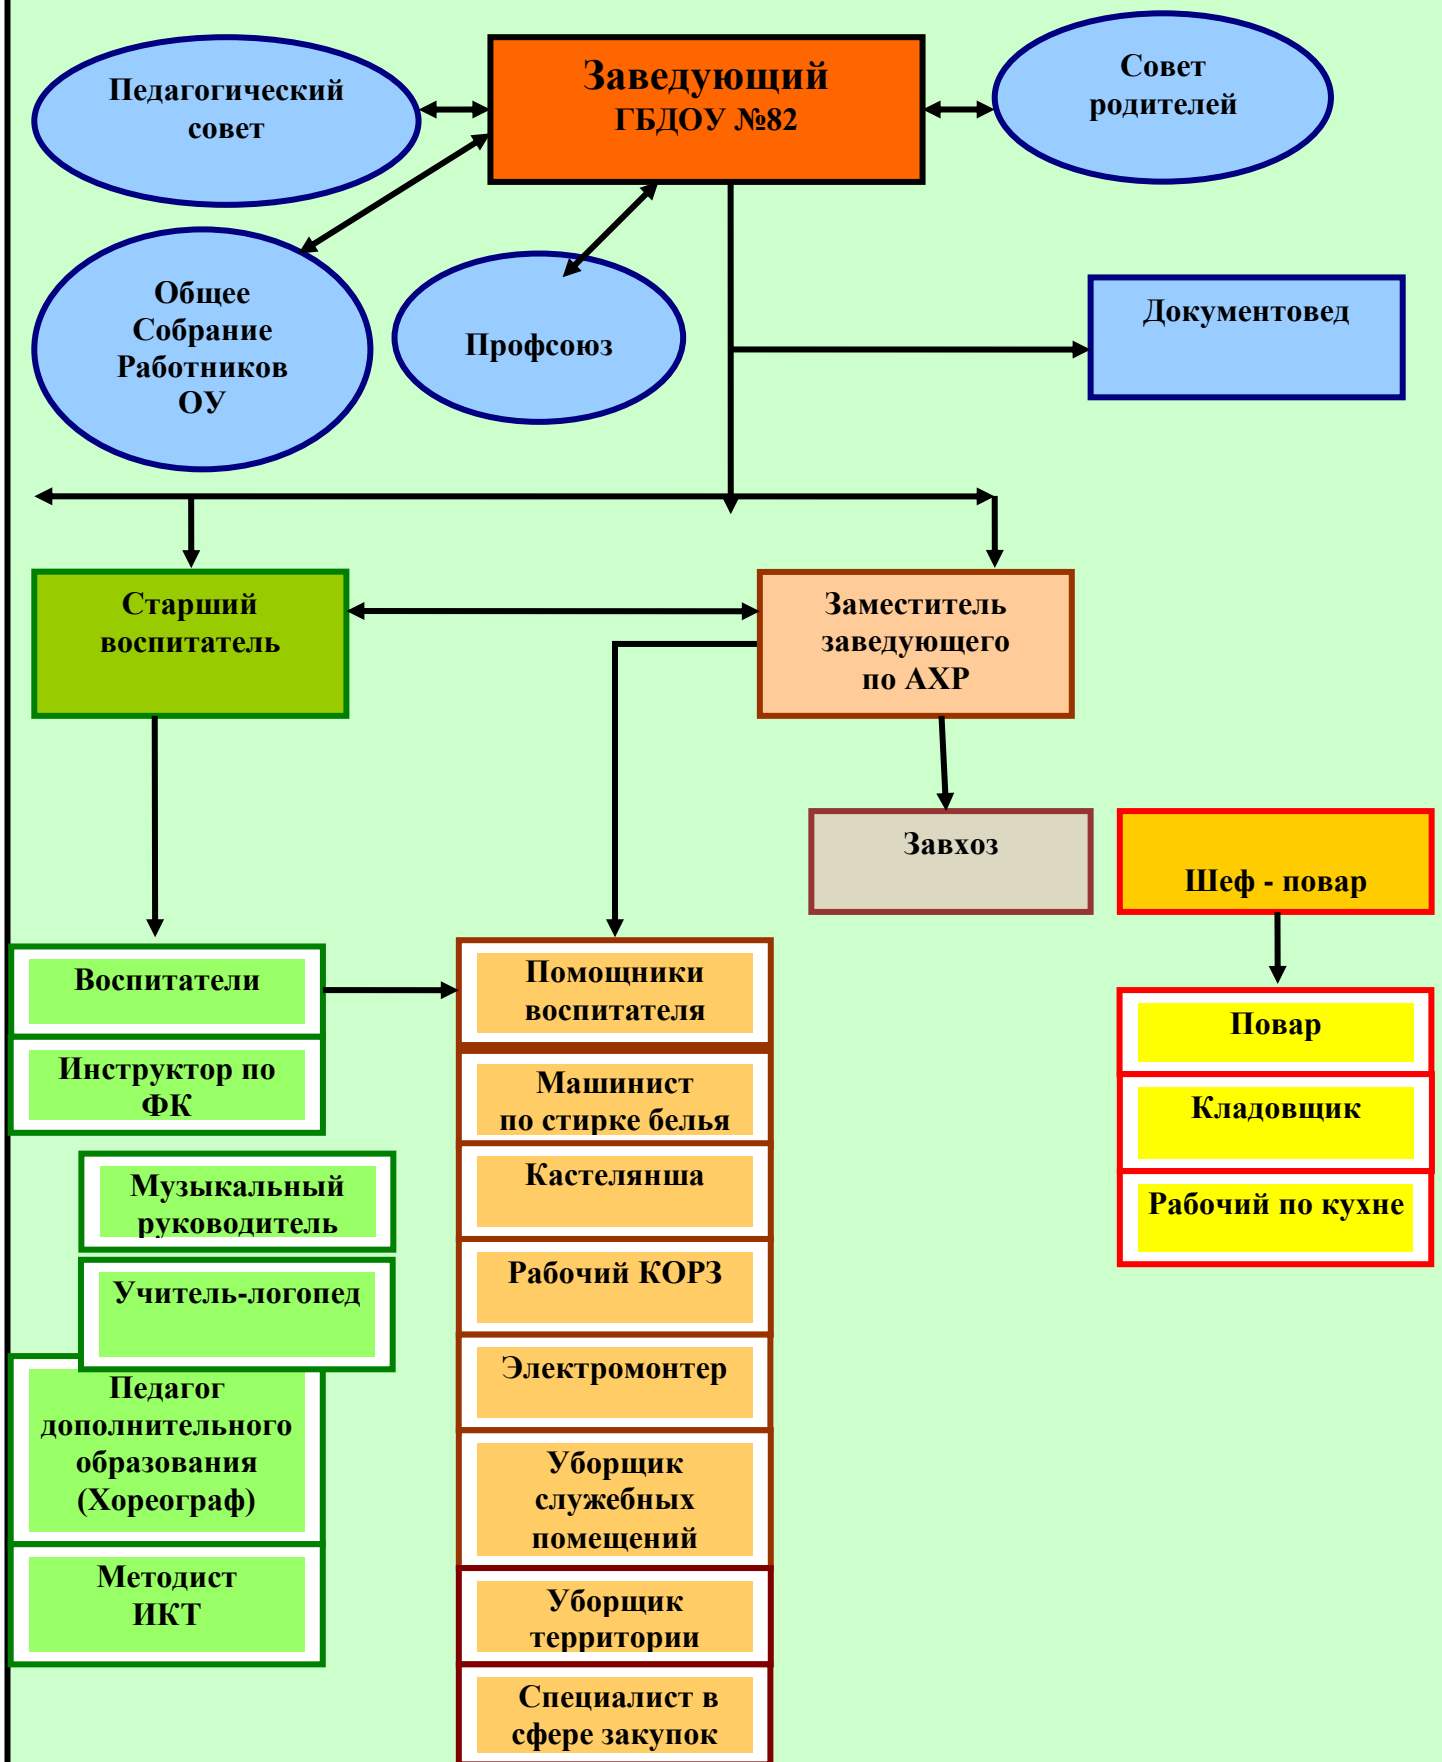 Заведующий
ГБДОУ №82
Педагогический
совет
Совет
родителей
Общее
Собрание
Работников
ОУ
Профсоюз
Документовед
Старший
воспитатель
Заместитель
заведующего
по АХР
Завхоз
Шеф - повар
Воспитатели
Инструктор по
ФК
Музыкальный
руководитель
Учитель-логопед
Педагог
дополнительного
образования
(Хореограф)
Методист
ИКТ
Помощники
воспитателя
Машинист
по стирке белья
Кастелянша
Рабочий КОРЗ
Электромонтер
Уборщик
служебных
помещений
Уборщик
территории
Специалист в
сфере закупок
Повар
Кладовщик
Рабочий по кухне